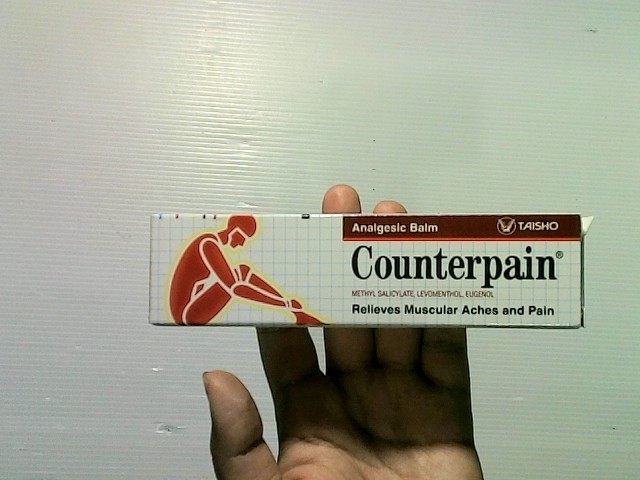 Analgesic Balm
TAISHO
Counterpain®
METHYL SALICYLATE, LEVOMENTHOL, EUGENOL
Relieves Muscular Aches and Pain